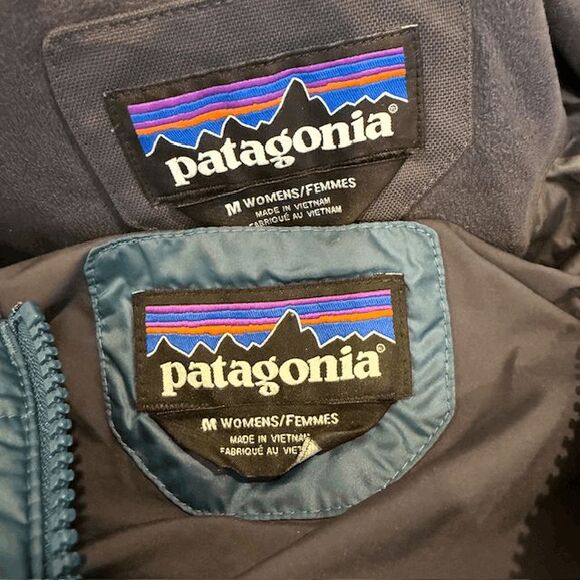 patagonia®
M WOMENS/FEMMES
MADE IN VIETNAM
FABRIQUÉ AU VIETNAM
patagonia®
M WOMENS/FEMMES
MADE IN VIETNAM
FABRIQUÉ AU